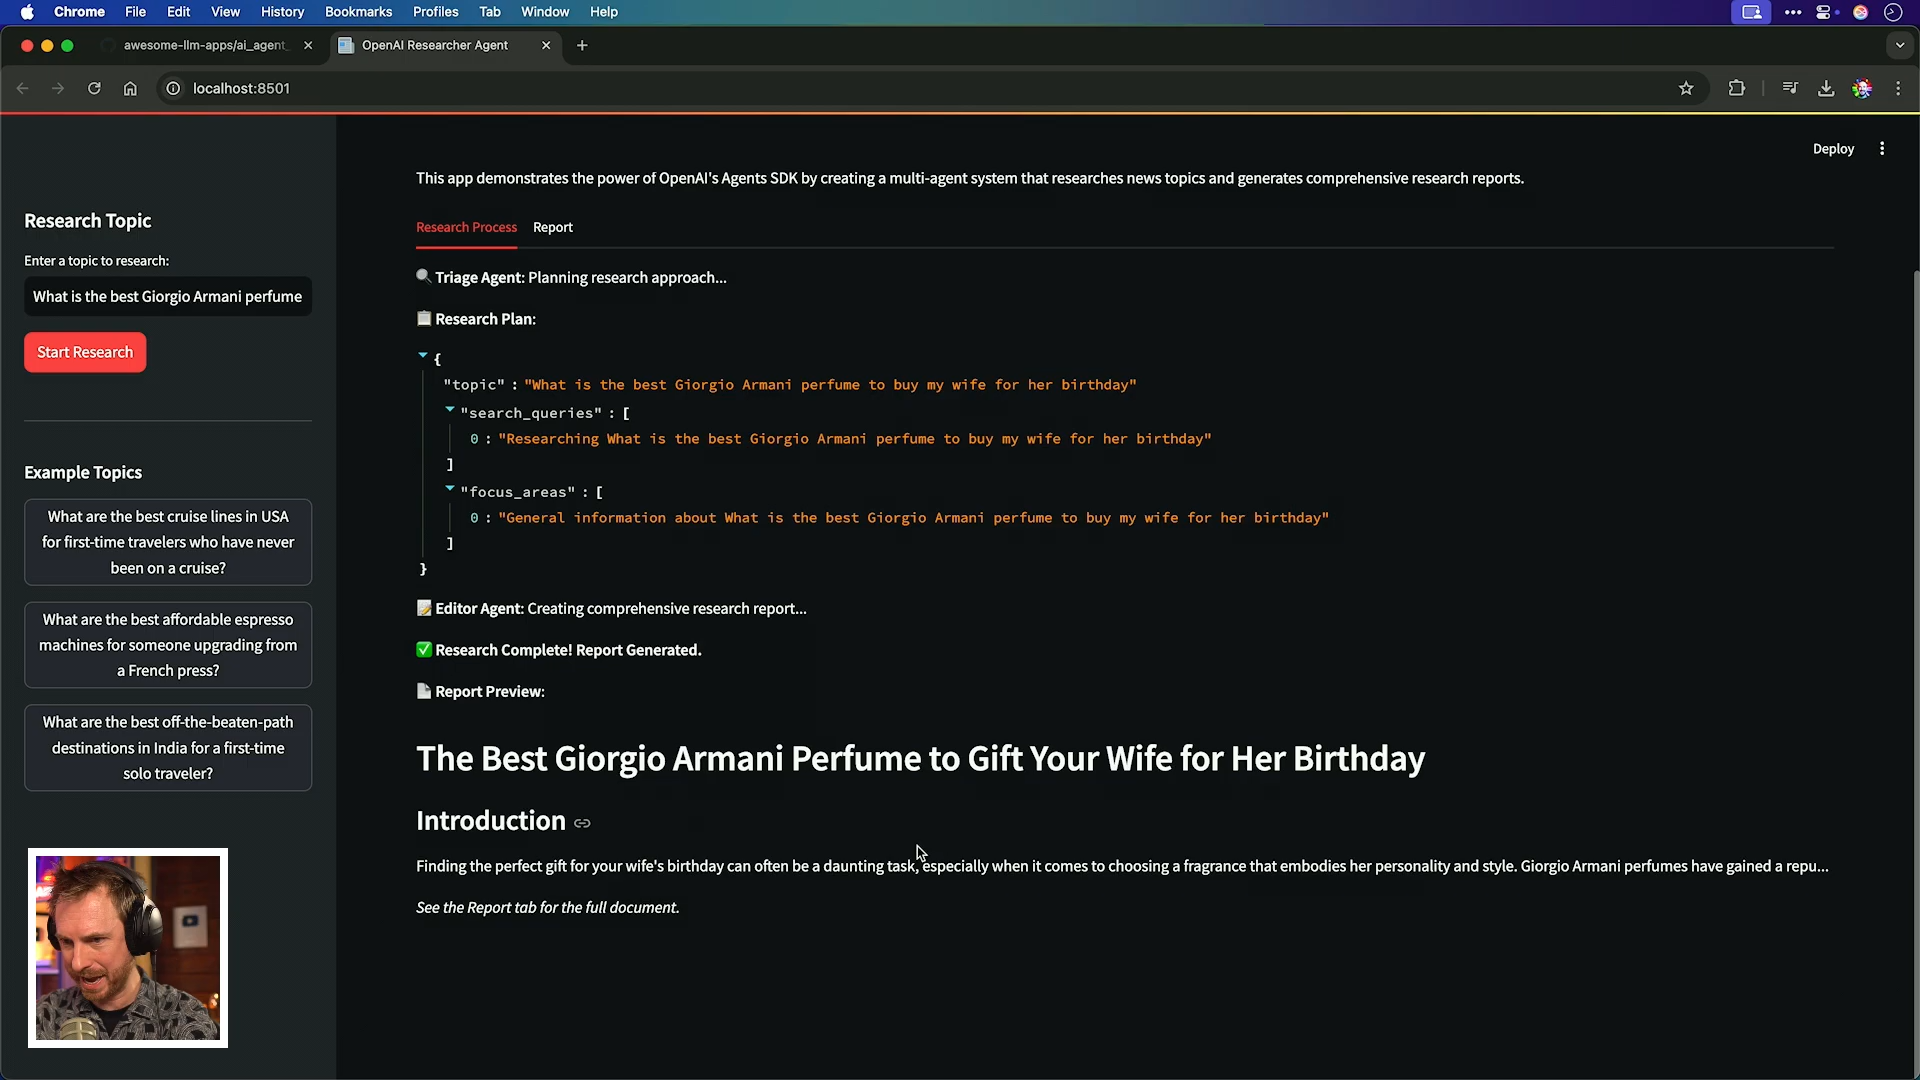 Chrome File Edit View History Bookmarks Profiles Tab Window Help
awesome-llm-apps/ai_agent_
OpenAI Researcher Agent
localhost:8501
Deploy
Research Topic
Enter a topic to research:
What is the best Giorgio Armani perfume
Start Research
Example Topics
What are the best cruise lines in USA
for first-time travelers who have never
been on a cruise?
What are the best affordable espresso
machines for someone upgrading from
a French press?
What are the best off-the-beaten-path
destinations in India for a first-time
solo traveler?
This app demonstrates the power of OpenAI's Agents SDK by creating a multi-agent system that researches news topics and generates comprehensive research reports.
Research Process Report
Triage Agent: Planning research approach...
Research Plan:
{
"topic" : "What is the best Giorgio Armani perfume to buy my wife for her birthday"
"search_queries" : [
0 : "Researching What is the best Giorgio Armani perfume to buy my wife for her birthday"
]
"focus_areas" : [
0 : "General information about What is the best Giorgio Armani perfume to buy my wife for her birthday"
]
}
Editor Agent: Creating comprehensive research report...
Research Complete! Report Generated.
Report Preview:
The Best Giorgio Armani Perfume to Gift Your Wife for Her Birthday
Introduction
Finding the perfect gift for your wife's birthday can often be a daunting task, especially when it comes to choosing a fragrance that embodies her personality and style. Giorgio Armani perfumes have gained a repu...
See the Report tab for the full document.